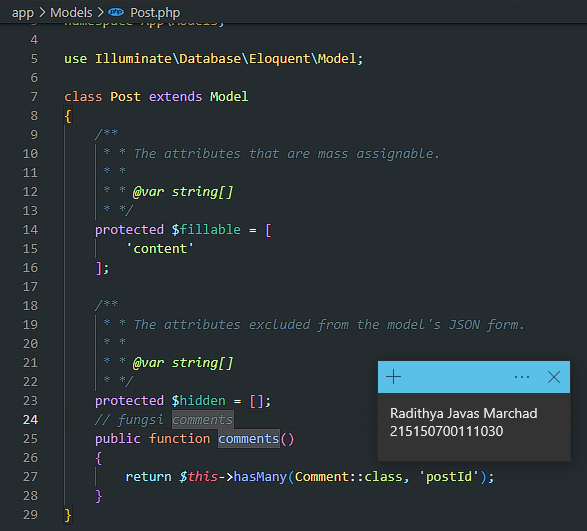 app > Models > Post.php
3 namespace App\Models;
4
5 use Illuminate\Database\Eloquent\Model;
6
7 class Post extends Model
8 {
9 /**
10 * * The attributes that are mass assignable.
11 * *
12 * * @var string[]
13 * */
14 protected $fillable = [
15 'content'
16 ];
17
18 /**
19 * * The attributes excluded from the model's JSON form.
20 * *
21 * * @var string[]
22 * */
23 protected $hidden = [];
24 // fungsi comments
25 public function comments()
26 {
27 return $this->hasMany(Comment::class, 'postId');
28 }
29 }
Radithya Javas Marchad
215150700111030